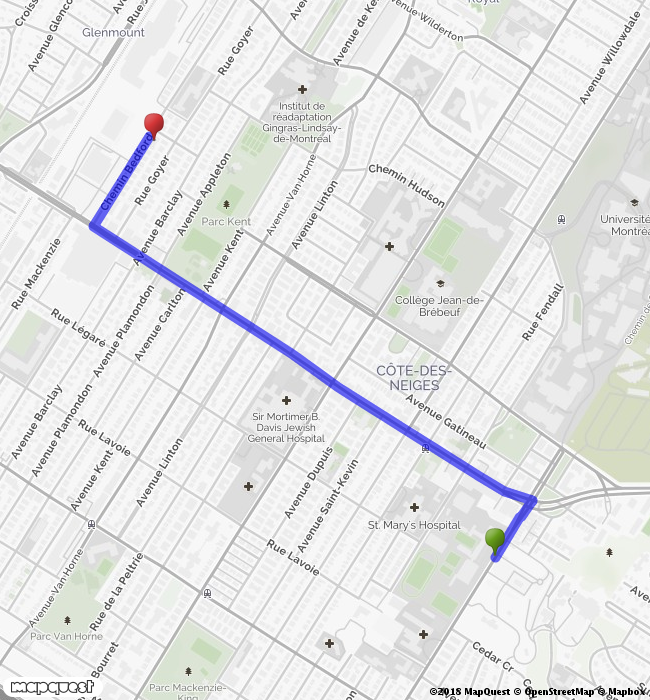 Croiss
Avenue Glencoe
Glenmount
Rue
Rue Goyer
Avenue de Ke
Royal
Avenue Wilderton
Avenue Willowdale
Institut de
réadaptation
Gingras-Lindsay-
de-Montréal
Chemin Bedford
Rue Goyer
Avenue Barclay
Avenue Appleton
Parc Kent
Avenue Kent
Avenue-Van-Horne
Avenue Linton
Chemin Hudson
Université
Montréa
Collège Jean-de-
Brébeuf
Rue Fendall
Chemin de
Rue Mackenzie
Rue Légaré
Avenue Plamondon
Avenue Carlton
CÔTE-DES-
NEIGES
Avenue Gatineau
Sir Mortimer B.
Davis Jewish
General Hospital
Avenue Barclay
Avenue Plamondon
Rue Lavoie
Avenue Kent
Avenue Linton
Avenue Dupuis
Avenue Saint-Kevin
St. Mary's Hospital
Rue Lavoie
Avenue-Van-Horne
Rue de la Peltrie
Parc Van Horne
Bourret
Parc Mackenzie-
King
Cedar Cr
Ave
mapquest
©2018 MapQuest © OpenStreetMap © Mapbox